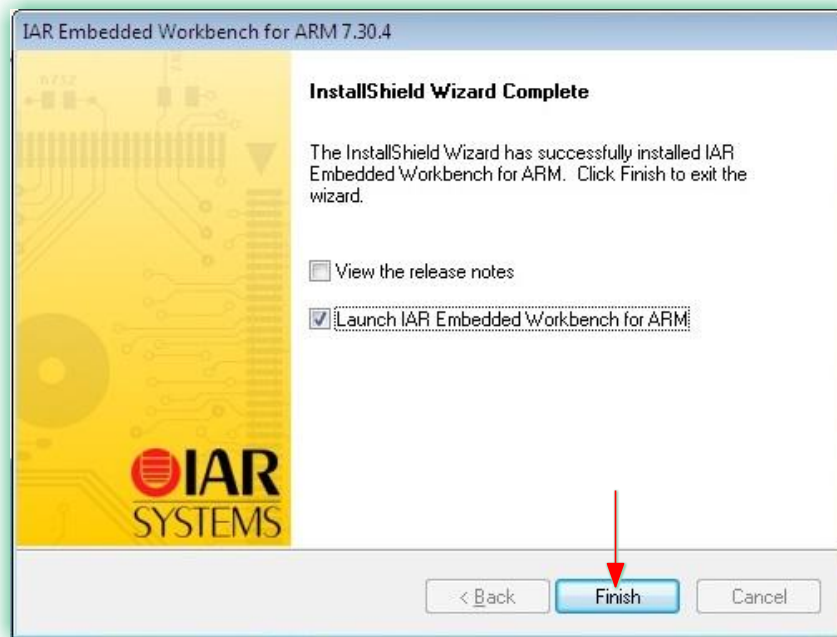 IAR Embedded Workbench for ARM 7.30.4
InstallShield Wizard Complete
The InstallShield Wizard has successfully installed IAR
Embedded Workbench for ARM. Click Finish to exit the
wizard.
View the release notes
Launch IAR Embedded Workbench for ARM
IAR
SYSTEMS
< Back
Finish
Cancel